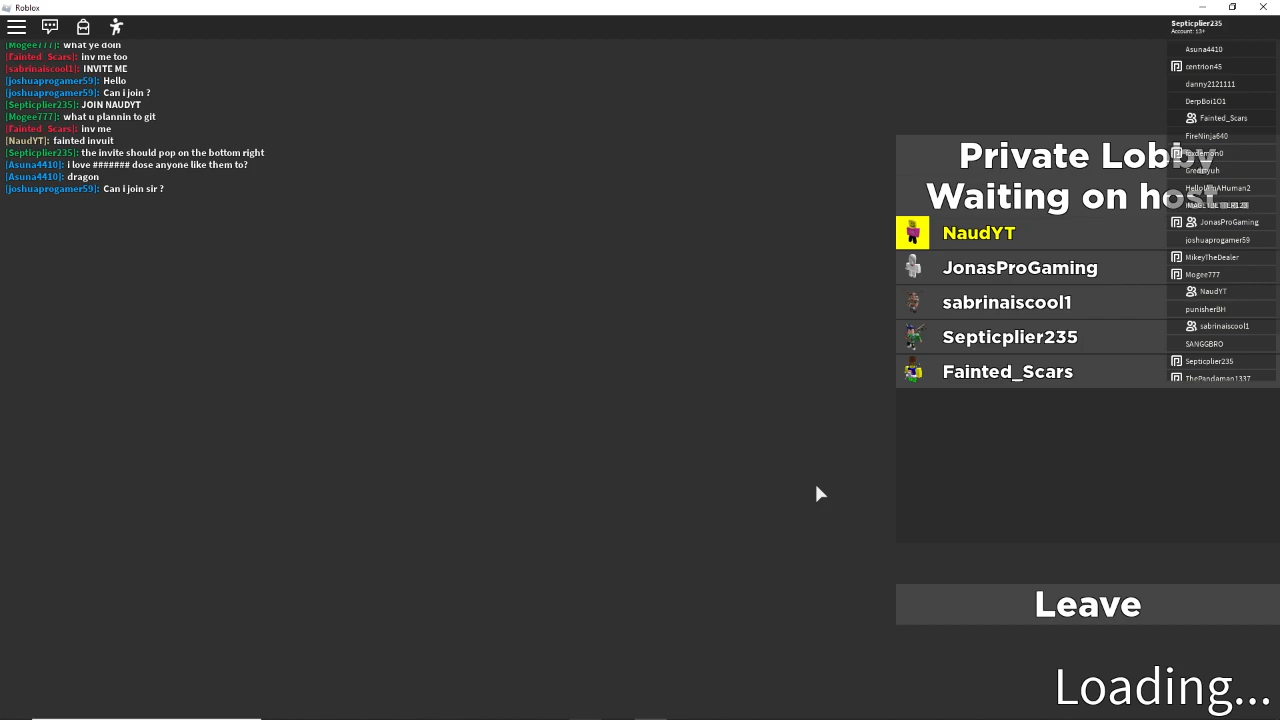 Roblox
Septicplier235
Account: 13+
[Mogee777]: what ye doin
[Fainted_Scars]: inv me too
[sabrinaiscool1]: INVITE ME
[joshuaprogamer59]: Hello
[joshuaprogamer59]: Can i join ?
[Septicplier235]: JOIN NAUDYT
[Mogee777]: what u plannin to git
[Fainted_Scars]: inv me
[NaudYT]: fainted invuit
[Septicplier235]: the invite should pop on the bottom right
[Asuna4410]: i love ####### dose anyone like them to?
[Asuna4410]: dragon
[joshuaprogamer59]: Can i join sir ?
Private Lobby
Waiting on host...
NaudYT
JonasProGaming
sabrinaiscool1
Septicplier235
Fainted_Scars
Asuna4410
centrion45
danny2121111
DerpBoi1O1
Fainted_Scars
FireNinja640
HelloIAmAHuman2
JonasProGaming
joshuaprogamer59
MikeyTheDealer
Mogee777
NaudYT
punisherBH
sabrinaiscool1
SANGGBRO
Septicplier235
ThePandaman1337
Leave
Loading...